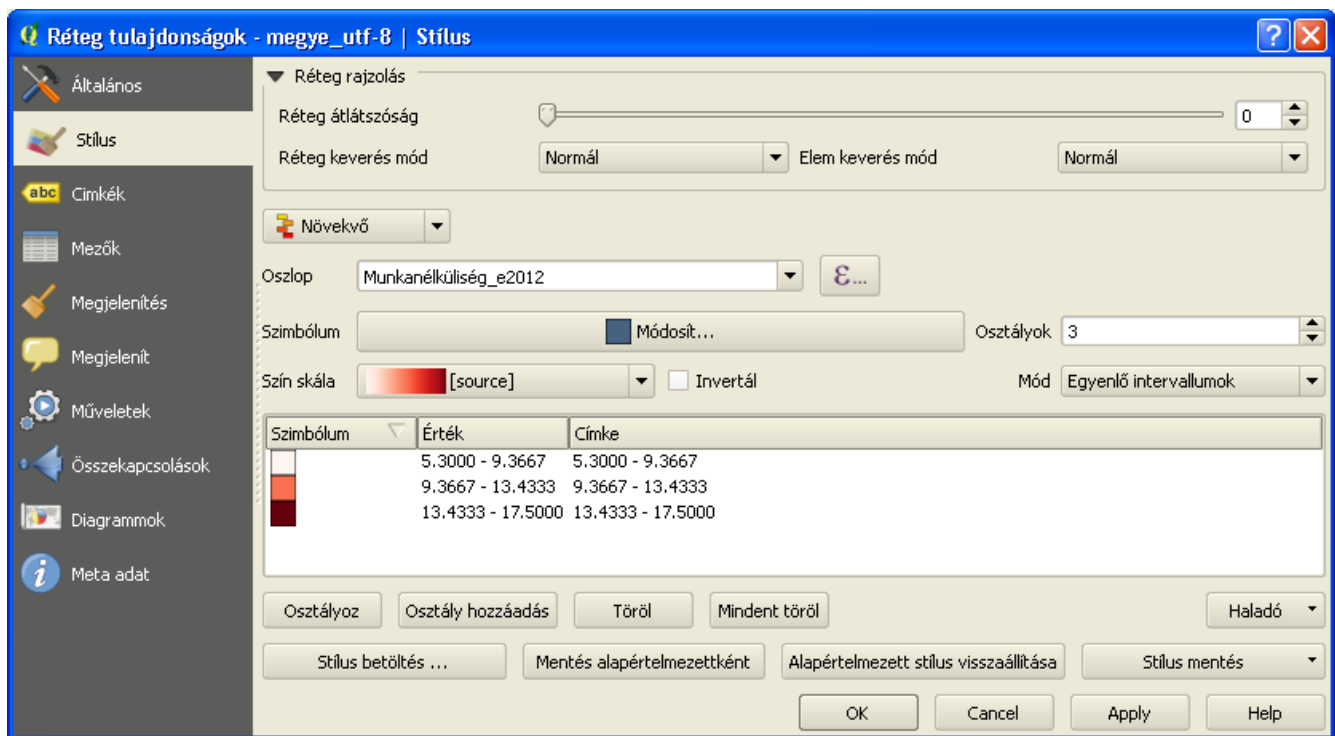 Réteg tulajdonságok - megye_utf-8 | Stílus
Általános
Stílus
abc Cimkék
Mezők
Megjelenítés
Megjelenít
Műveletek
Összekapcsolások
Diagrammok
Meta adat
Réteg rajzolás
Réteg átlátszóság 0
Réteg keverés mód Normál Elem keverés mód Normál
Növekvő
Oszlop Munkanélküliség_e2012 ε...
Szimbólum Módosít... Osztályok 3
Szín skála [source] Invertál Mód Egyenlő intervallumok
Szimbólum Érték Címke
5.3000 - 9.3667 5.3000 - 9.3667
9.3667 - 13.4333 9.3667 - 13.4333
13.4333 - 17.5000 13.4333 - 17.5000
Osztályoz Osztály hozzáadás Töröl Mindent töröl Haladó
Stílus betöltés ... Mentés alapértelmezettként Alapértelmezett stílus visszaállítása Stílus mentés
OK Cancel Apply Help